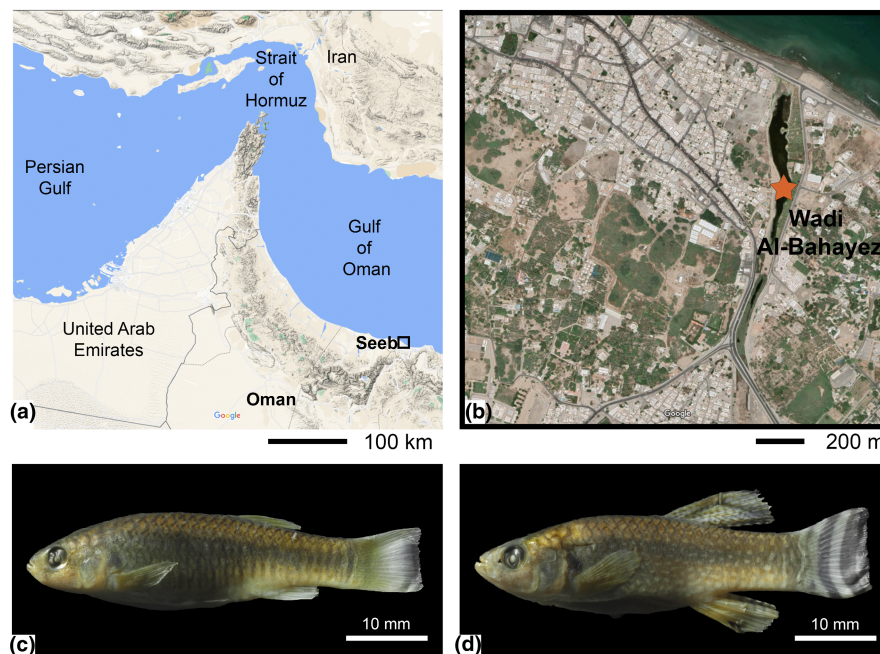 Strait
of
Hormuz
Iran
Persian
Gulf
Gulf
of
Oman
United Arab
Emirates
Seeb
Oman
Google
(a)
100 km
Wadi
Al-Bahayez
Google
(b)
200 m
10 mm
(c)
10 mm
(d)